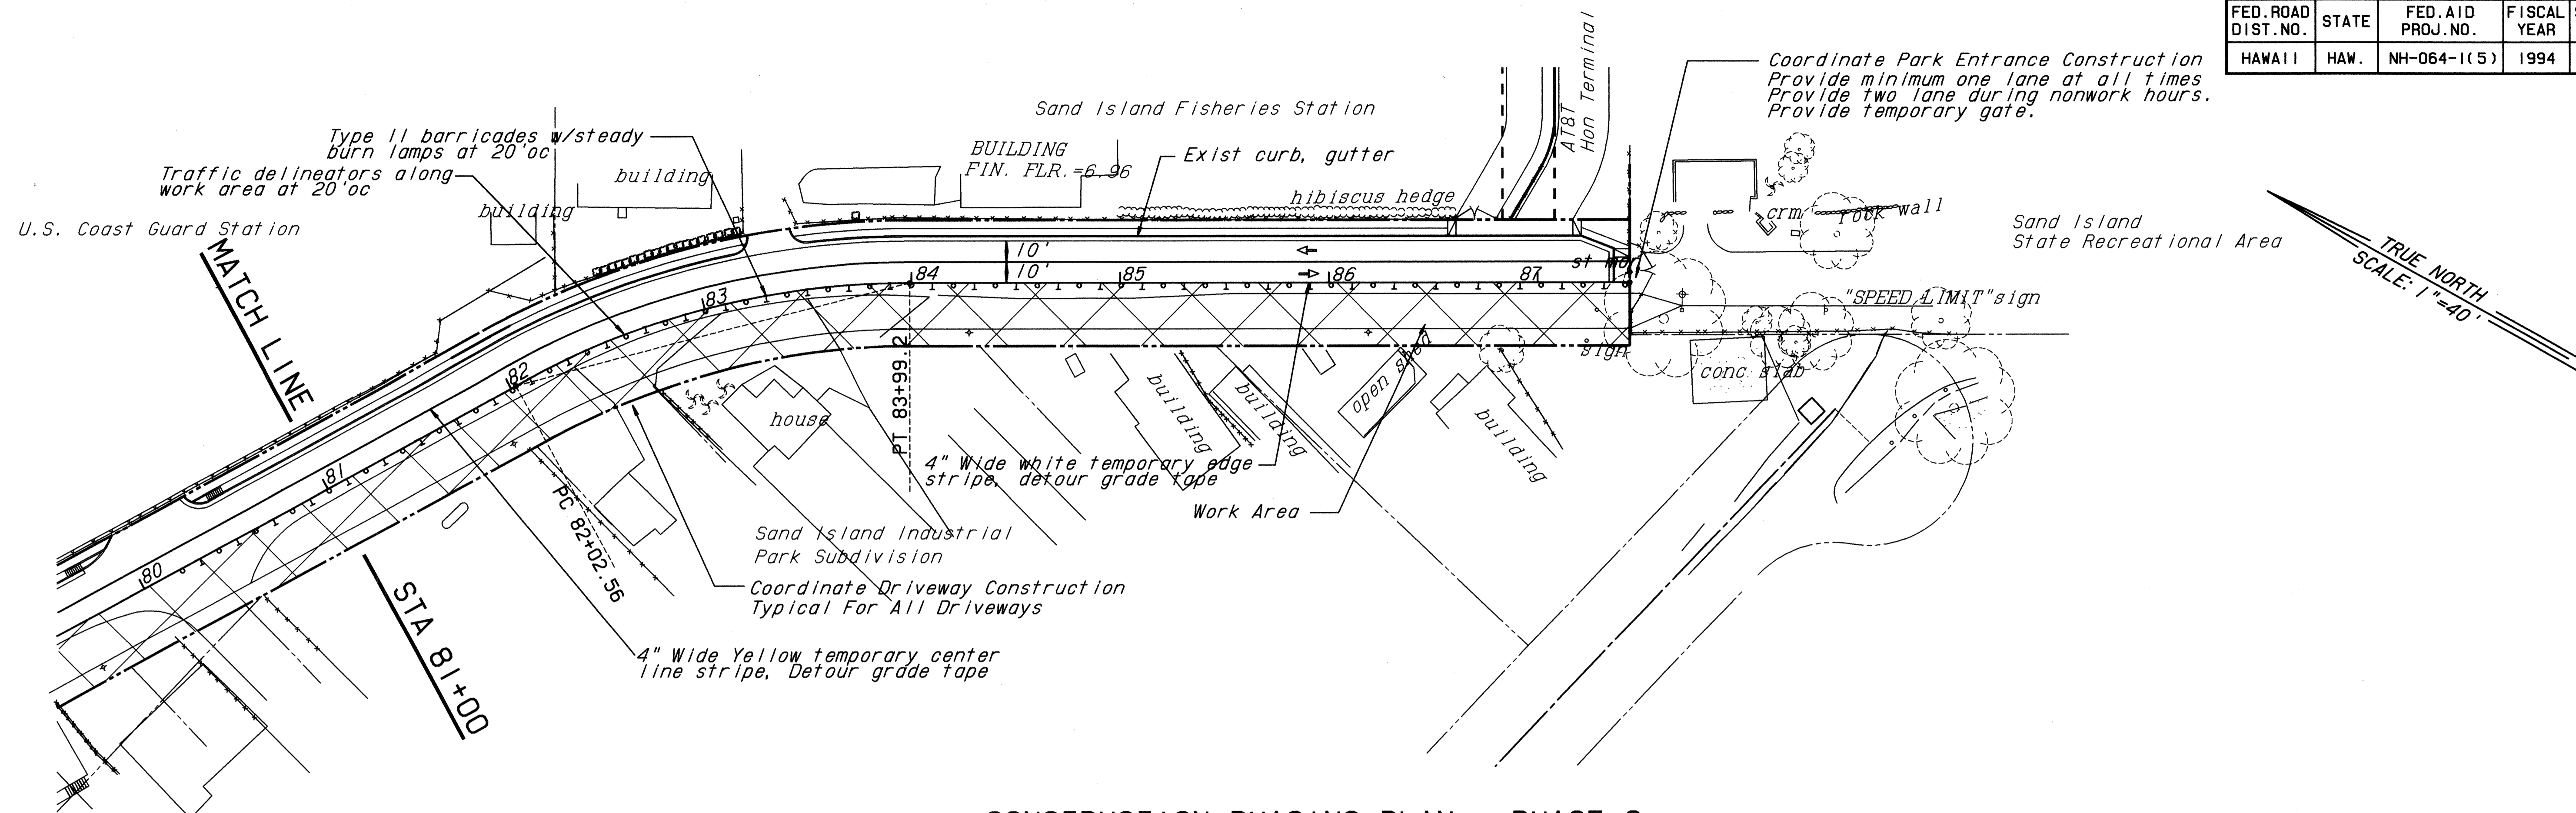 FED.ROAD DIST.NO.
STATE
FED.AID PROJ.NO.
FISCAL YEAR
HAWAII
HAW.
NH-064-1(5)
1994
Coordinate Park Entrance Construction
Provide minimum one lane at all times
Provide two lane during nonwork hours.
Provide temporary gate.
AT&T
Hon Terminal
Sand Island Fisheries Station
Type II barricades w/steady
burn lamps at 20'oc
Traffic delineators along
work area at 20'oc
BUILDING
FIN. FLR.=6.96
Exist curb, gutter
building
building
hibiscus hedge
crm rock wall
U.S. Coast Guard Station
Sand Island
State Recreational Area
MATCH LINE
TRUE NORTH
SCALE: 1"=40'
10'
10'
84
85
86
87
83
82
81
80
"SPEED LIMIT"sign
sign
conc slab
PT 83+99.2
house
building
building
open shed
building
4" Wide white temporary edge
stripe, detour grade tape
Work Area
PC 82+02.56
Sand Island Industrial
Park Subdivision
Coordinate Driveway Construction
Typical For All Driveways
STA 81+00
4" Wide Yellow temporary center
line stripe, Detour grade tape